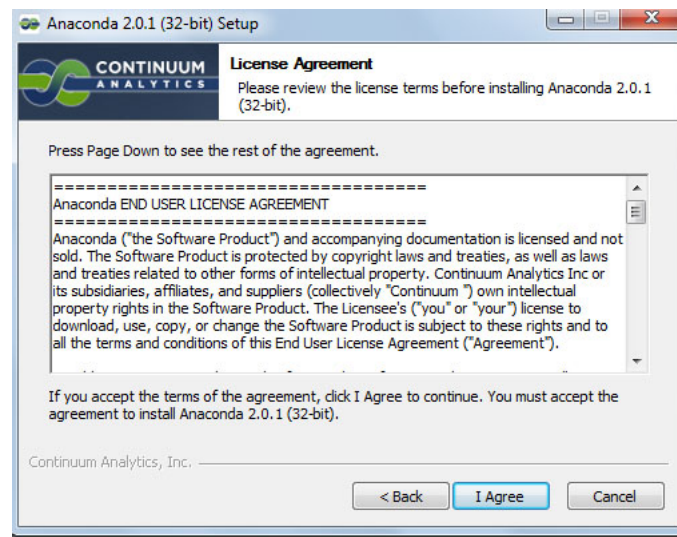 Anaconda 2.0.1 (32-bit) Setup
CONTINUUM
ANALYTICS
License Agreement
Please review the license terms before installing Anaconda 2.0.1
(32-bit).
Press Page Down to see the rest of the agreement.
====================================
Anaconda END USER LICENSE AGREEMENT
====================================
Anaconda ("the Software Product") and accompanying documentation is licensed and not
sold. The Software Product is protected by copyright laws and treaties, as well as laws
and treaties related to other forms of intellectual property. Continuum Analytics Inc or
its subsidiaries, affiliates, and suppliers (collectively "Continuum ") own intellectual
property rights in the Software Product. The Licensee's ("you" or "your") license to
download, use, copy, or change the Software Product is subject to these rights and to
all the terms and conditions of this End User License Agreement ("Agreement").
If you accept the terms of the agreement, click I Agree to continue. You must accept the
agreement to install Anaconda 2.0.1 (32-bit).
Continuum Analytics, Inc.
< Back
I Agree
Cancel